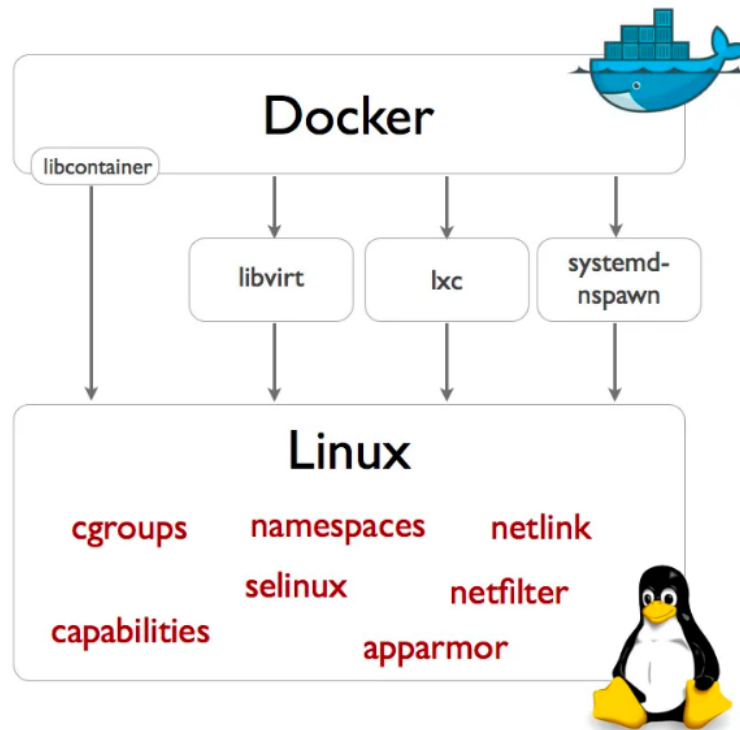 Docker
libcontainer
libvirt
lxc
systemd-
nspawn
Linux
cgroups
namespaces
netlink
selinux
netfilter
capabilities
apparmor